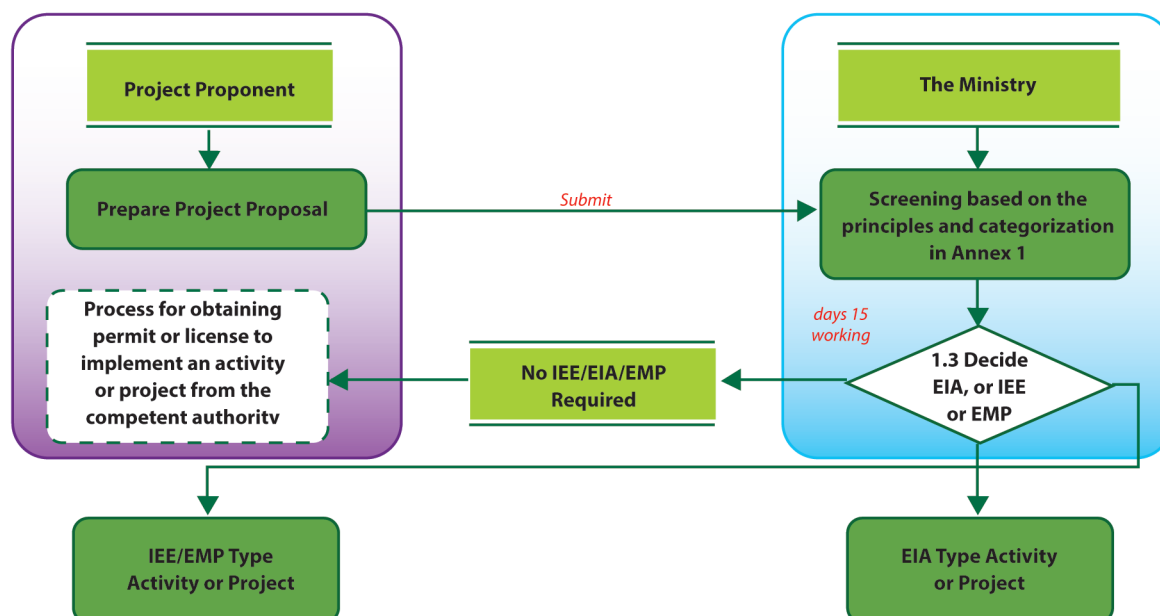 Project Proponent
The Ministry
Prepare Project Proposal
Submit
Screening based on the
principles and categorization
in Annex 1
Process for obtaining
permit or license to
implement an activity
or project from the
competent authoritv
days 15
working
No IEE/EIA/EMP
Required
1.3 Decide
EIA, or IEE
or EMP
IEE/EMP Type
Activity or Project
EIA Type Activity
or Project